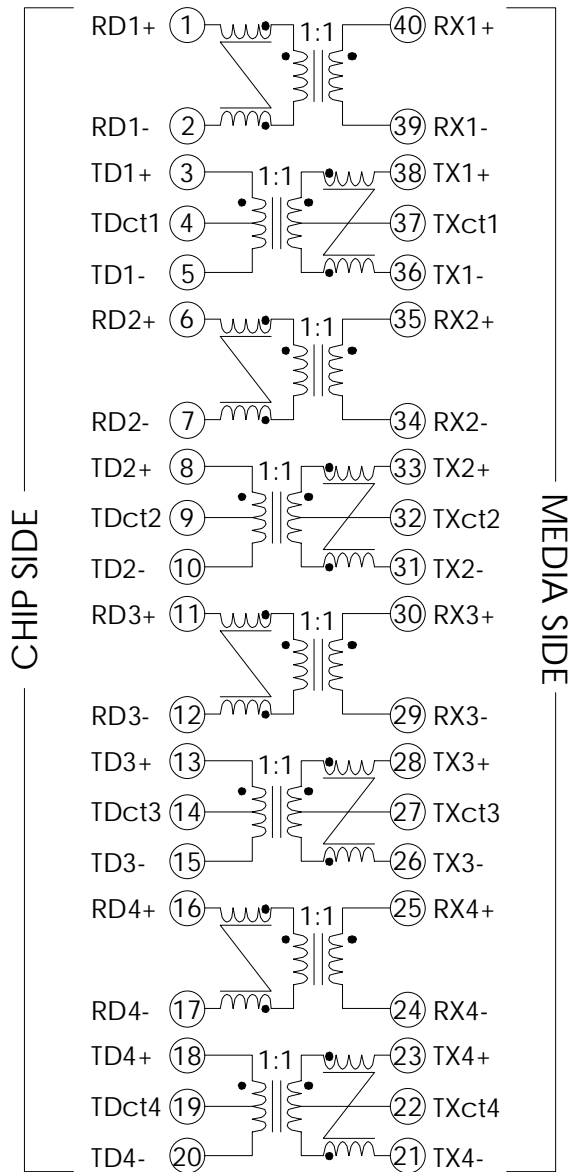 RD1+ 1 1:1 40 RX1+
RD1- 2 39 RX1-
TD1+ 3 1:1 38 TX1+
TDct1 4 37 TXct1
TD1- 5 36 TX1-
RD2+ 6 1:1 35 RX2+
RD2- 7 34 RX2-
TD2+ 8 1:1 33 TX2+
TDct2 9 32 TXct2
TD2- 10 31 TX2-
RD3+ 11 1:1 30 RX3+
RD3- 12 29 RX3-
TD3+ 13 1:1 28 TX3+
TDct3 14 27 TXct3
TD3- 15 26 TX3-
RD4+ 16 1:1 25 RX4+
RD4- 17 24 RX4-
TD4+ 18 1:1 23 TX4+
TDct4 19 22 TXct4
TD4- 20 21 TX4-
CHIP SIDE
MEDIA SIDE